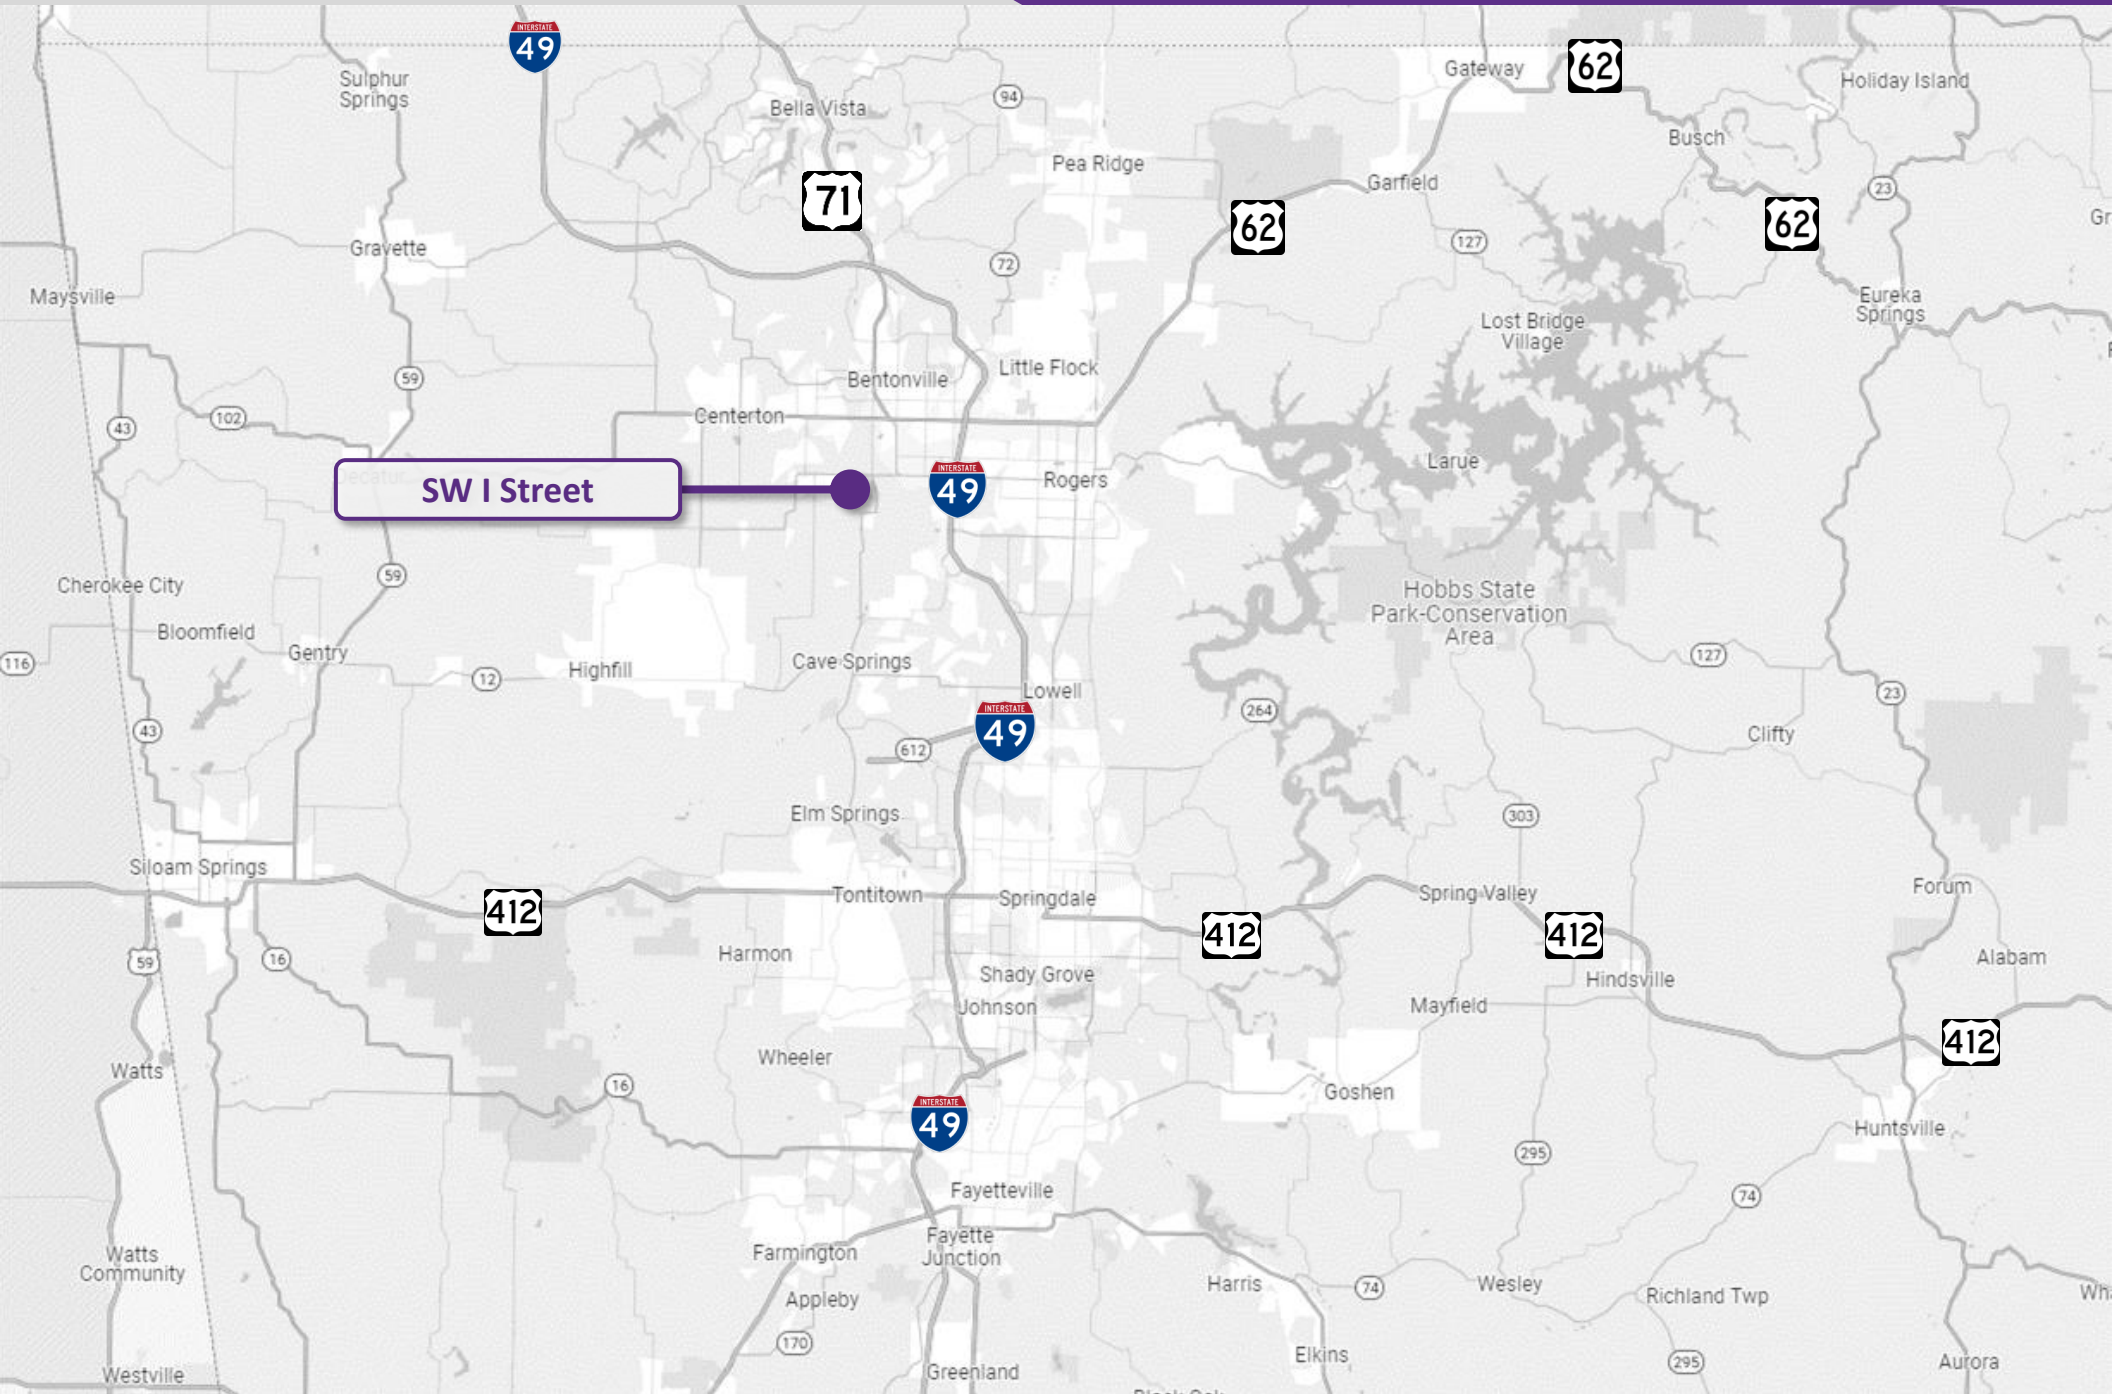 INTERSTATE
49
Sulphur
Springs
Bella Vista
94
Gateway
62
Holiday Island
Busch
Pea Ridge
Garfield
71
62
62
23
Gravette
127
72
Maysville
Eureka
Springs
Lost Bridge
Village
59
Bentonville
Little Flock
102
43
Centerton
Larue
SW I Street
INTERSTATE
49
Rogers
59
Cherokee City
Hobbs State
Park-Conservation
Area
Bloomfield
Gentry
116
12
Highfill
Cave Springs
127
Lowell
23
264
INTERSTATE
49
43
612
Clifty
Elm Springs
303
Siloam Springs
Tontitown
Springdale
Spring Valley
Forum
412
412
412
59
16
Harmon
Shady Grove
Hindsville
Alabam
Johnson
Mayfield
412
Wheeler
Watts
16
Goshen
INTERSTATE
49
Huntsville
295
Fayetteville
74
Fayette
Junction
Farmington
Watts
Community
Harris
74
Wesley
Richland Twp
Appleby
170
Elkins
295
Aurora
Westville
Greenland